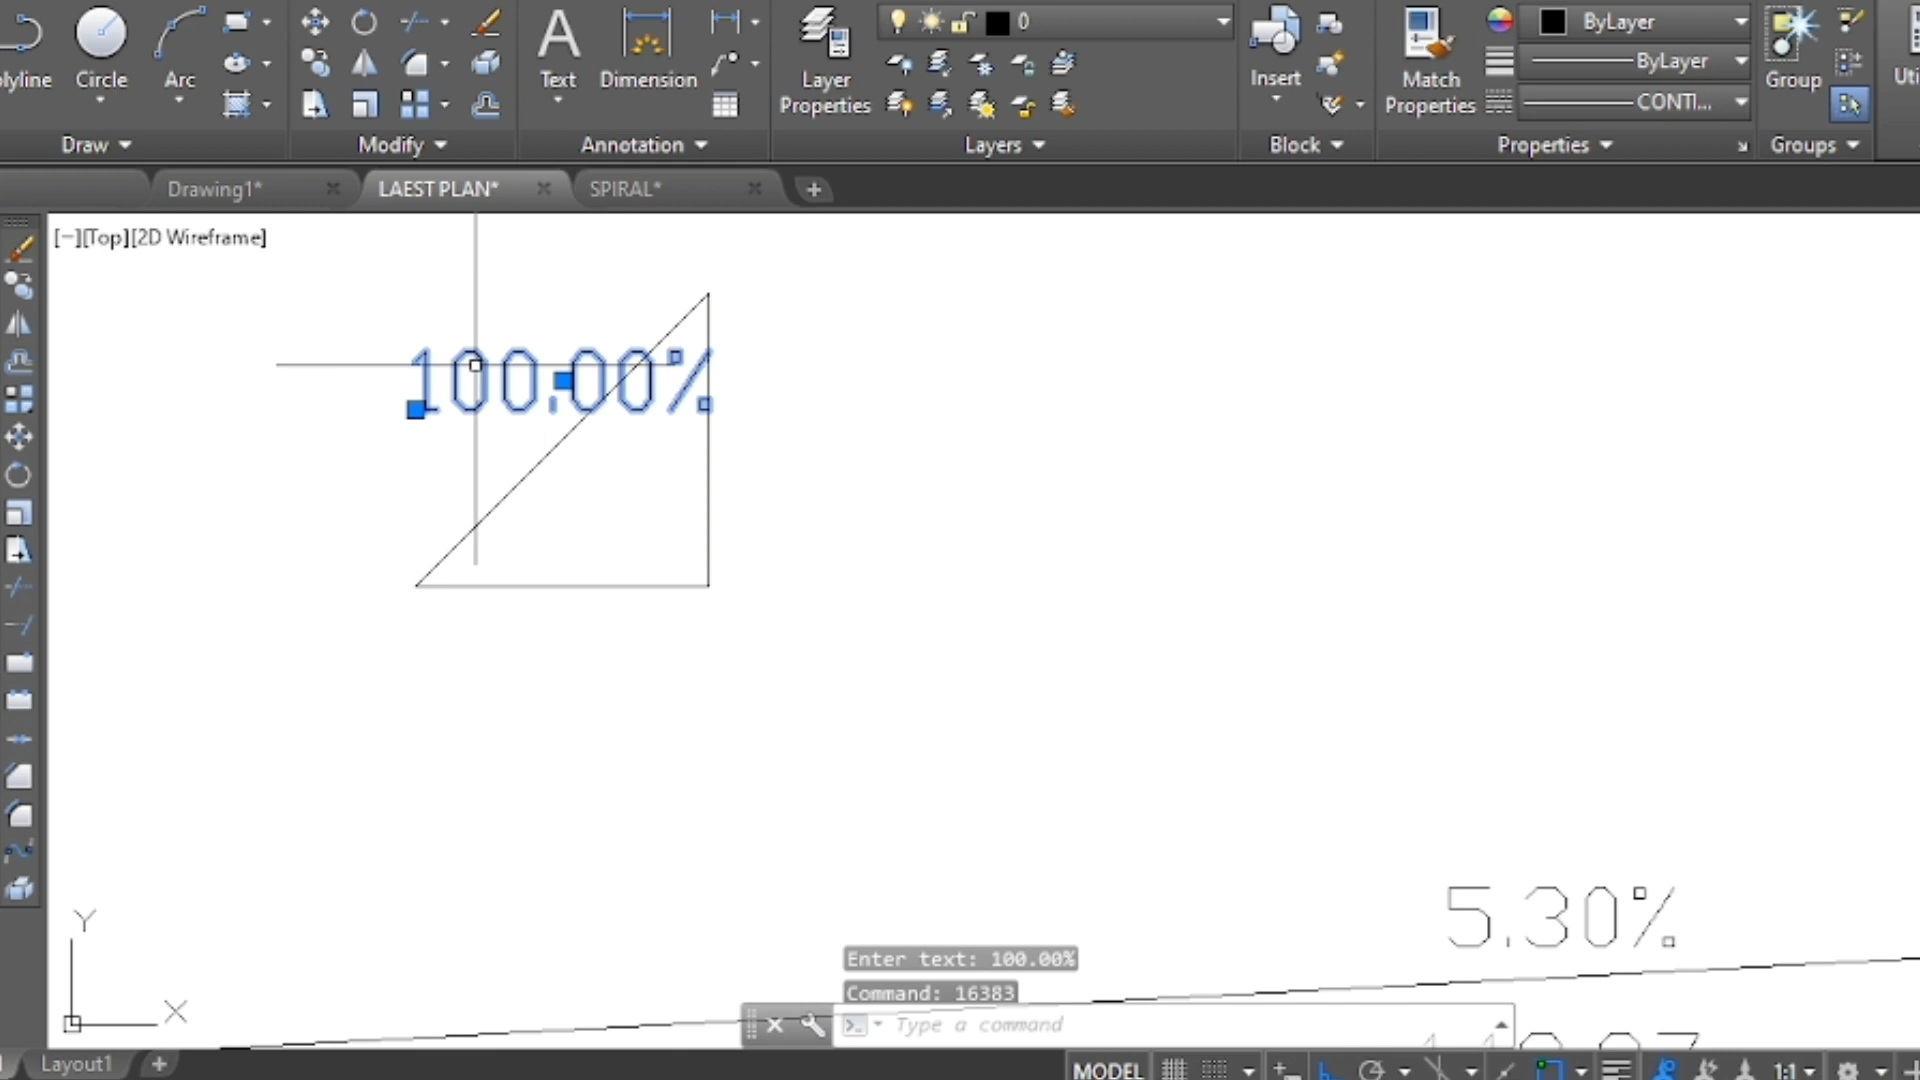 Circle
Arc
Text
Dimension
Layer
Properties
0
Insert
Match
Properties
ByLayer
ByLayer
CONTI...
Group
Draw
Modify
Annotation
Layers
Block
Properties
Groups
Drawing1*
LAEST PLAN*
SPIRAL*
[−][Top][2D Wireframe]
100.00%
5.30%
Y
X
Enter text: 100.00%
Command: 16383
Type a command
Layout1
MODEL
1:1